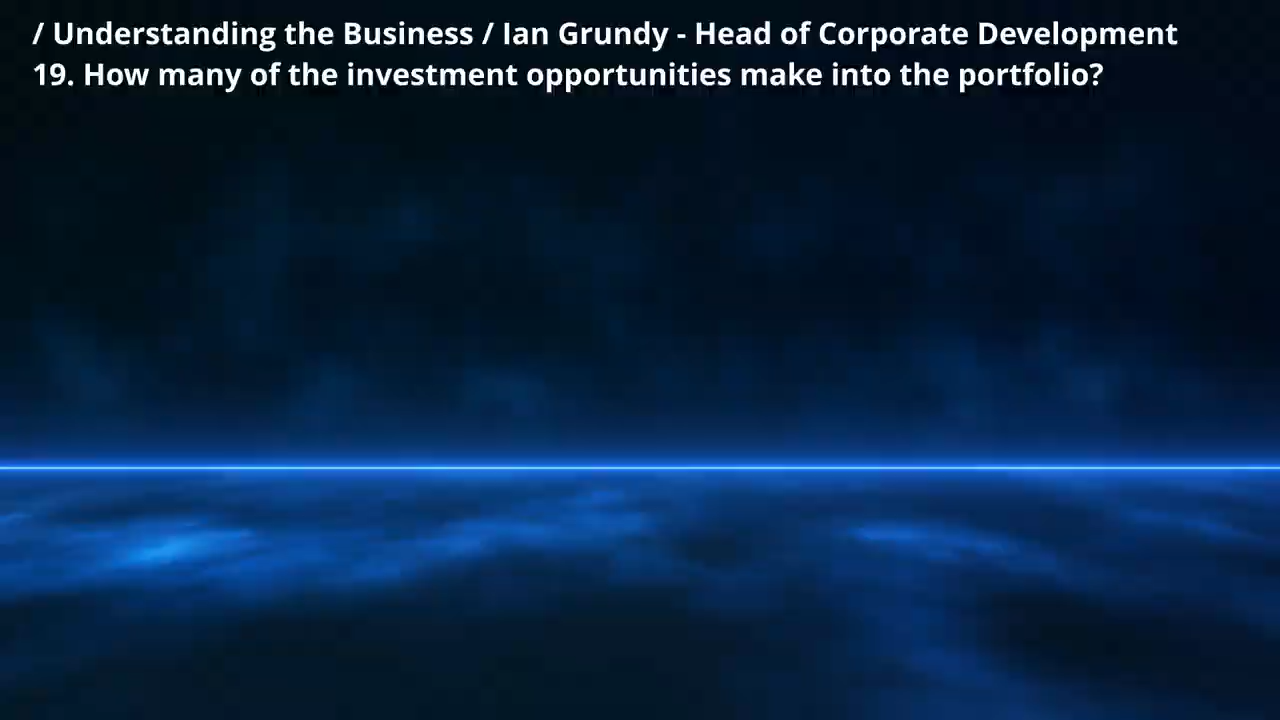 / Understanding the Business / Ian Grundy - Head of Corporate Development
19. How many of the investment opportunities make into the portfolio?